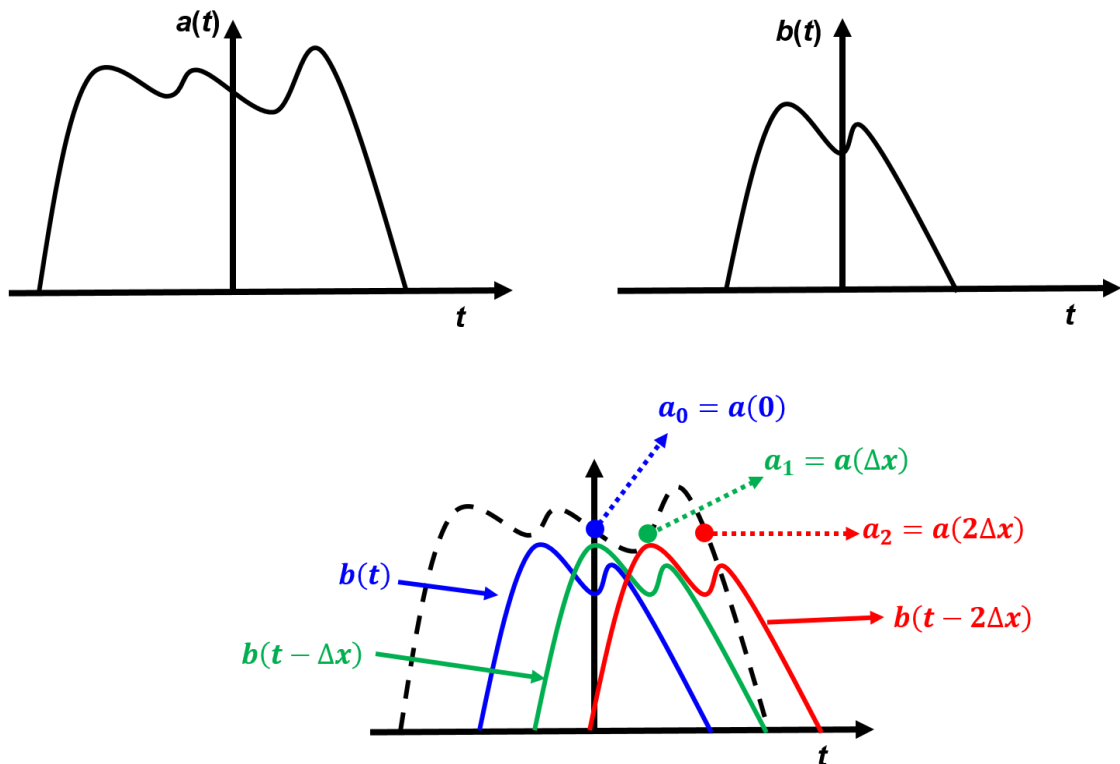 a(t)
b(t)
t
t
a₀ = a(0)
a₁ = a(Δx)
a₂ = a(2Δx)
b(t)
b(t − 2Δx)
b(t − Δx)
t